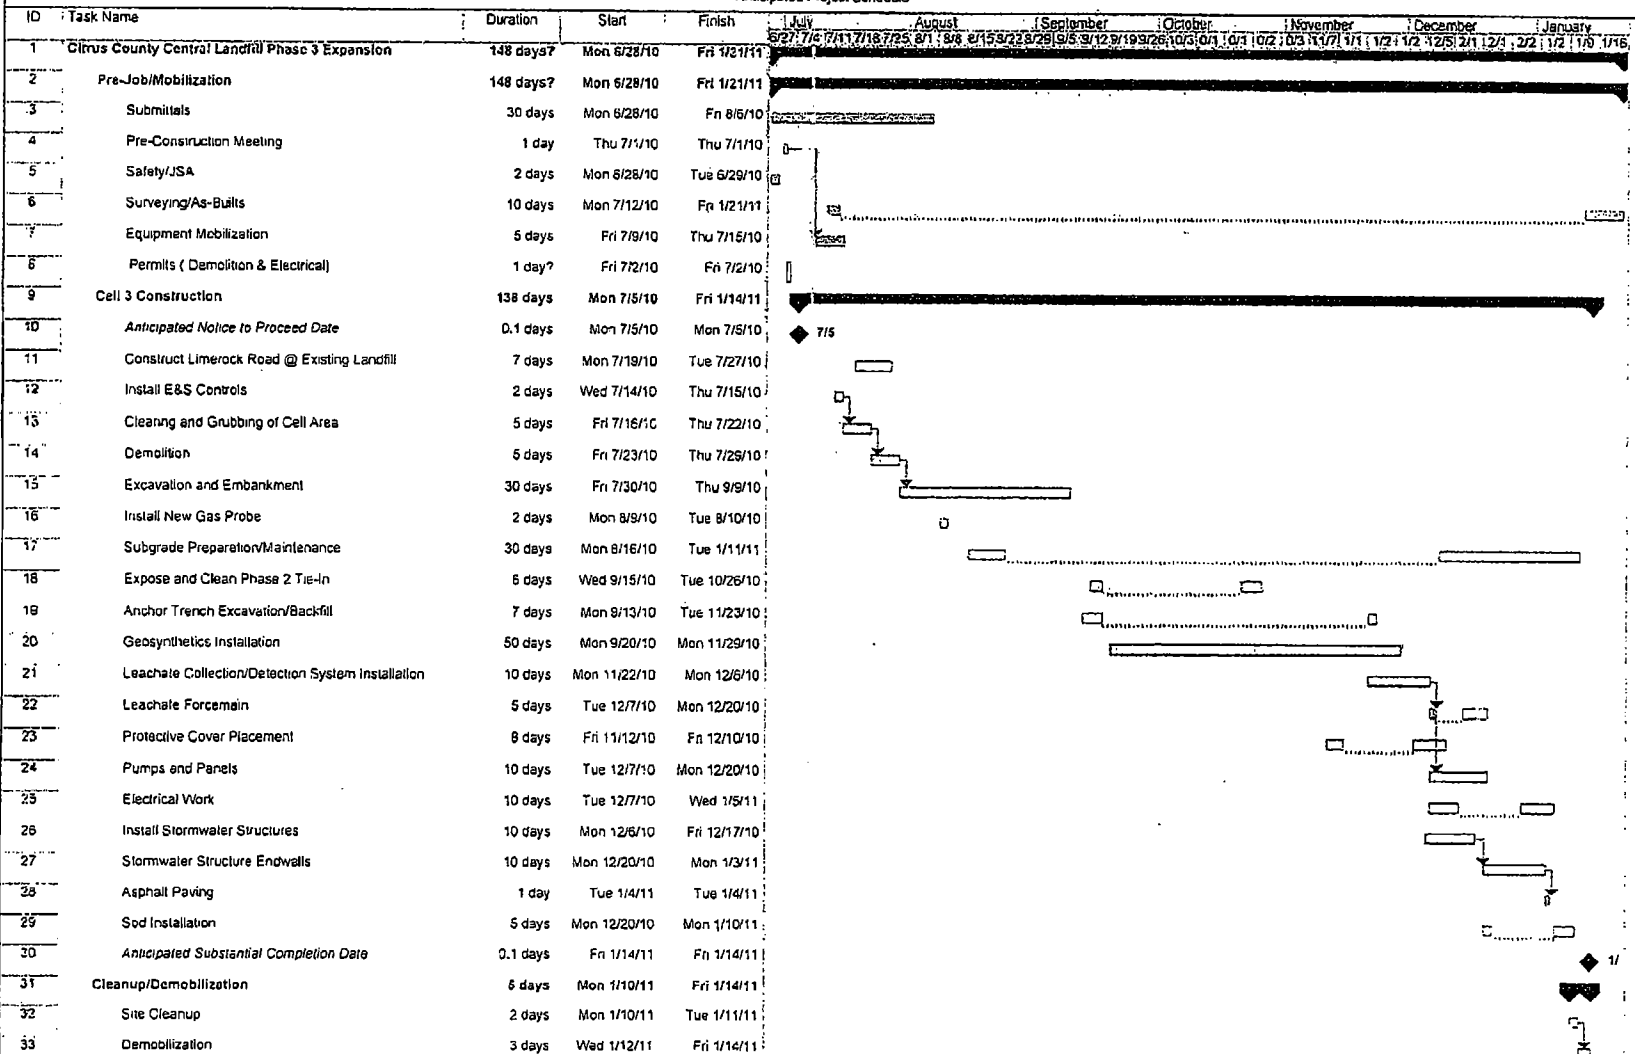 ID Task Name Duration Start Finish July August September October November December January
1 Citrus County Central Landfill Phase 3 Expansion 148 days? Mon 6/28/10 Fri 1/21/11
2 Pre-Job/Mobilization 148 days? Mon 6/28/10 Fri 1/21/11
3 Submittals 30 days Mon 6/28/10 Fri 8/6/10
4 Pre-Construction Meeting 1 day Thu 7/1/10 Thu 7/1/10
5 Safety/JSA 2 days Mon 6/28/10 Tue 6/29/10
6 Surveying/As-Builts 10 days Mon 7/12/10 Fri 1/21/11
7 Equipment Mobilization 5 days Fri 7/9/10 Thu 7/15/10
8 Permits ( Demolition & Electrical) 1 day? Fri 7/2/10 Fri 7/2/10
9 Cell 3 Construction 138 days Mon 7/5/10 Fri 1/14/11
10 Anticipated Notice to Proceed Date 0.1 days Mon 7/5/10 Mon 7/5/10 7/5
11 Construct Limerock Road @ Existing Landfill 7 days Mon 7/19/10 Tue 7/27/10
12 Install E&S Controls 2 days Wed 7/14/10 Thu 7/15/10
13 Clearing and Grubbing of Cell Area 5 days Fri 7/16/10 Thu 7/22/10
14 Demolition 5 days Fri 7/23/10 Thu 7/29/10
15 Excavation and Embankment 30 days Fri 7/30/10 Thu 9/9/10
16 Install New Gas Probe 2 days Mon 8/9/10 Tue 8/10/10
17 Subgrade Preparation/Maintenance 30 days Mon 8/16/10 Tue 1/11/11
18 Expose and Clean Phase 2 Tie-In 6 days Wed 9/15/10 Tue 10/26/10
19 Anchor Trench Excavation/Backfill 7 days Mon 9/13/10 Tue 11/23/10
20 Geosynthetics Installation 50 days Mon 9/20/10 Mon 11/29/10
21 Leachate Collection/Detection System Installation 10 days Mon 11/22/10 Mon 12/6/10
22 Leachate Forcemain 5 days Tue 12/7/10 Mon 12/20/10
23 Protective Cover Placement 8 days Fri 11/12/10 Fri 12/10/10
24 Pumps and Panels 10 days Tue 12/7/10 Mon 12/20/10
25 Electrical Work 10 days Tue 12/7/10 Wed 1/5/11
26 Install Stormwater Structures 10 days Mon 12/6/10 Fri 12/17/10
27 Stormwater Structure Endwalls 10 days Mon 12/20/10 Mon 1/3/11
28 Asphalt Paving 1 day Tue 1/4/11 Tue 1/4/11
29 Sod Installation 5 days Mon 12/20/10 Mon 1/10/11
30 Anticipated Substantial Completion Date 0.1 days Fri 1/14/11 Fri 1/14/11 1/
31 Cleanup/Demobilization 5 days Mon 1/10/11 Fri 1/14/11
32 Site Cleanup 2 days Mon 1/10/11 Tue 1/11/11
33 Demobilization 3 days Wed 1/12/11 Fri 1/14/11